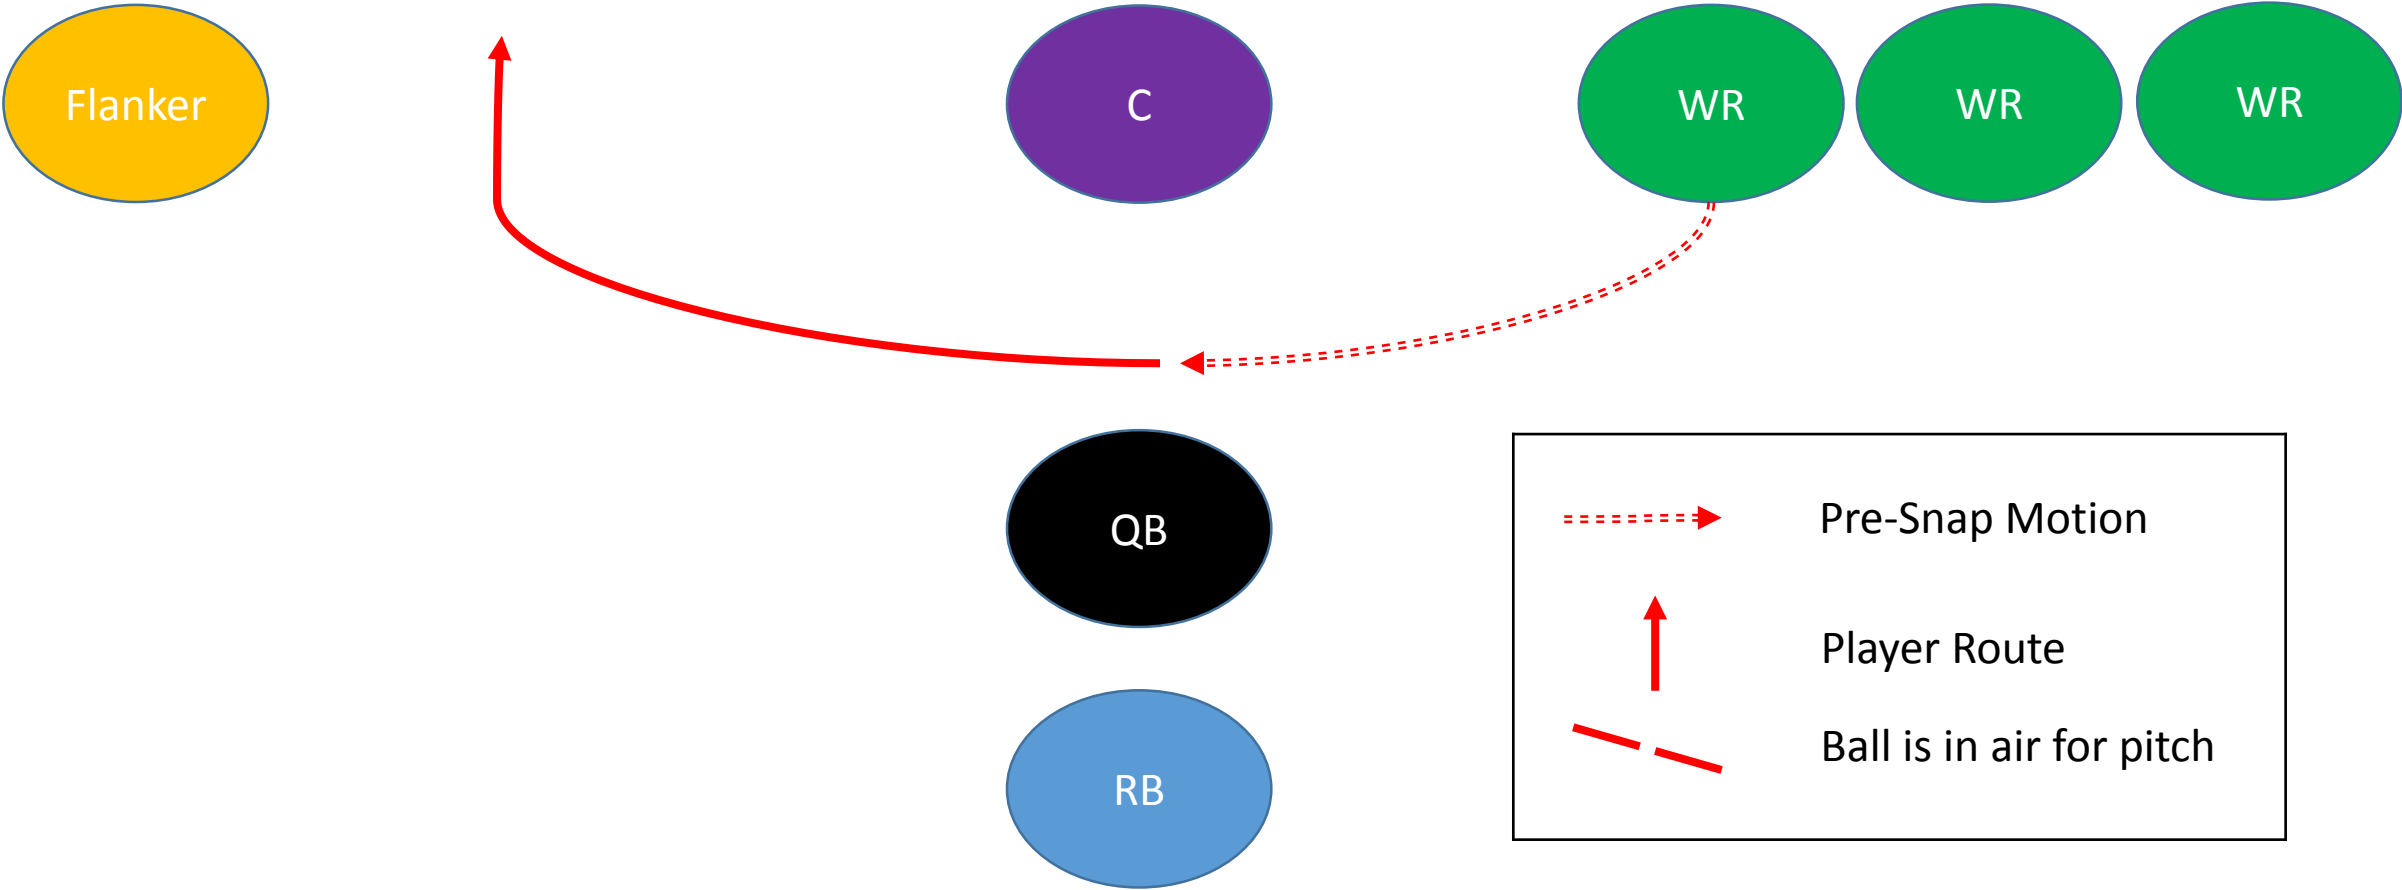 Flanker
C
WR
WR
WR
QB
RB
Pre-Snap Motion
Player Route
Ball is in air for pitch